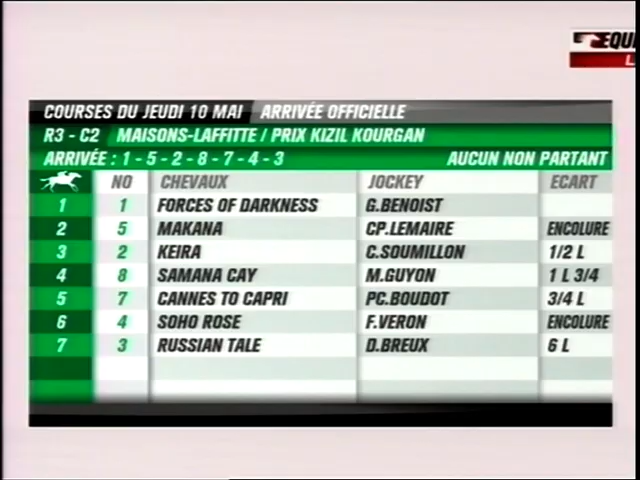 EQUI
COURSES DU JEUDI 10 MAI ARRIVÉE OFFICIELLE
R3 - C2 MAISONS-LAFFITTE / PRIX KIZIL KOURGAN
ARRIVÉE : 1 - 5 - 2 - 8 - 7 - 4 - 3 AUCUN NON PARTANT
NO CHEVAUX JOCKEY ECART
1 1 FORCES OF DARKNESS G.BENOIST
2 5 MAKANA CP.LEMAIRE ENCOLURE
3 2 KEIRA C.SOUMILLON 1/2 L
4 8 SAMANA CAY M.GUYON 1 L 3/4
5 7 CANNES TO CAPRI PC.BOUDOT 3/4 L
6 4 SOHO ROSE F.VERON ENCOLURE
7 3 RUSSIAN TALE D.BREUX 6 L